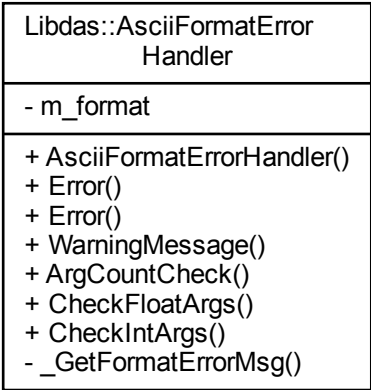 Libdas::AsciiFormatError
Handler
- m_format
+ AsciiFormatErrorHandler()
+ Error()
+ Error()
+ WarningMessage()
+ ArgCountCheck()
+ CheckFloatArgs()
+ CheckIntArgs()
- _GetFormatErrorMsg()